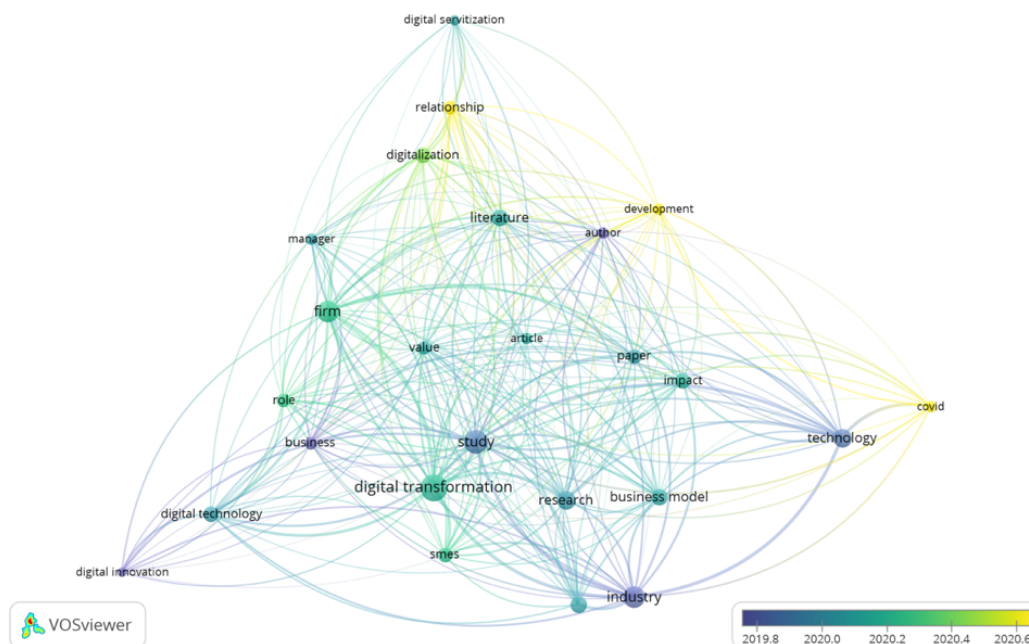 digital servitization
relationship
digitalization
development
literature
author
manager
firm
article
value
paper
impact
role
covid
technology
business
study
digital transformation
research
business model
digital technology
smes
digital innovation
industry
VOSviewer
2019.8 2020.0 2020.2 2020.4 2020.6